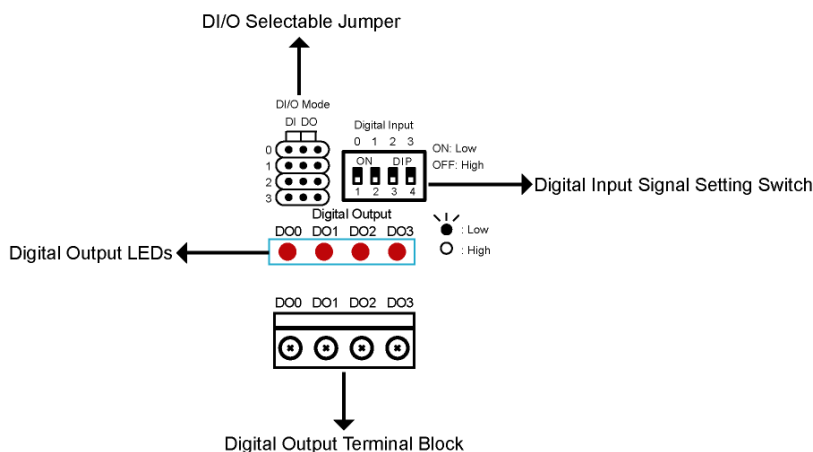 DI/O Selectable Jumper
DI/O Mode
DI DO
0
1
2
3
Digital Input
0 1 2 3
ON DIP
1 2 3 4
ON: Low
OFF: High
Digital Input Signal Setting Switch
Digital Output
DO0 DO1 DO2 DO3
: Low
: High
Digital Output LEDs
DO0 DO1 DO2 DO3
Digital Output Terminal Block